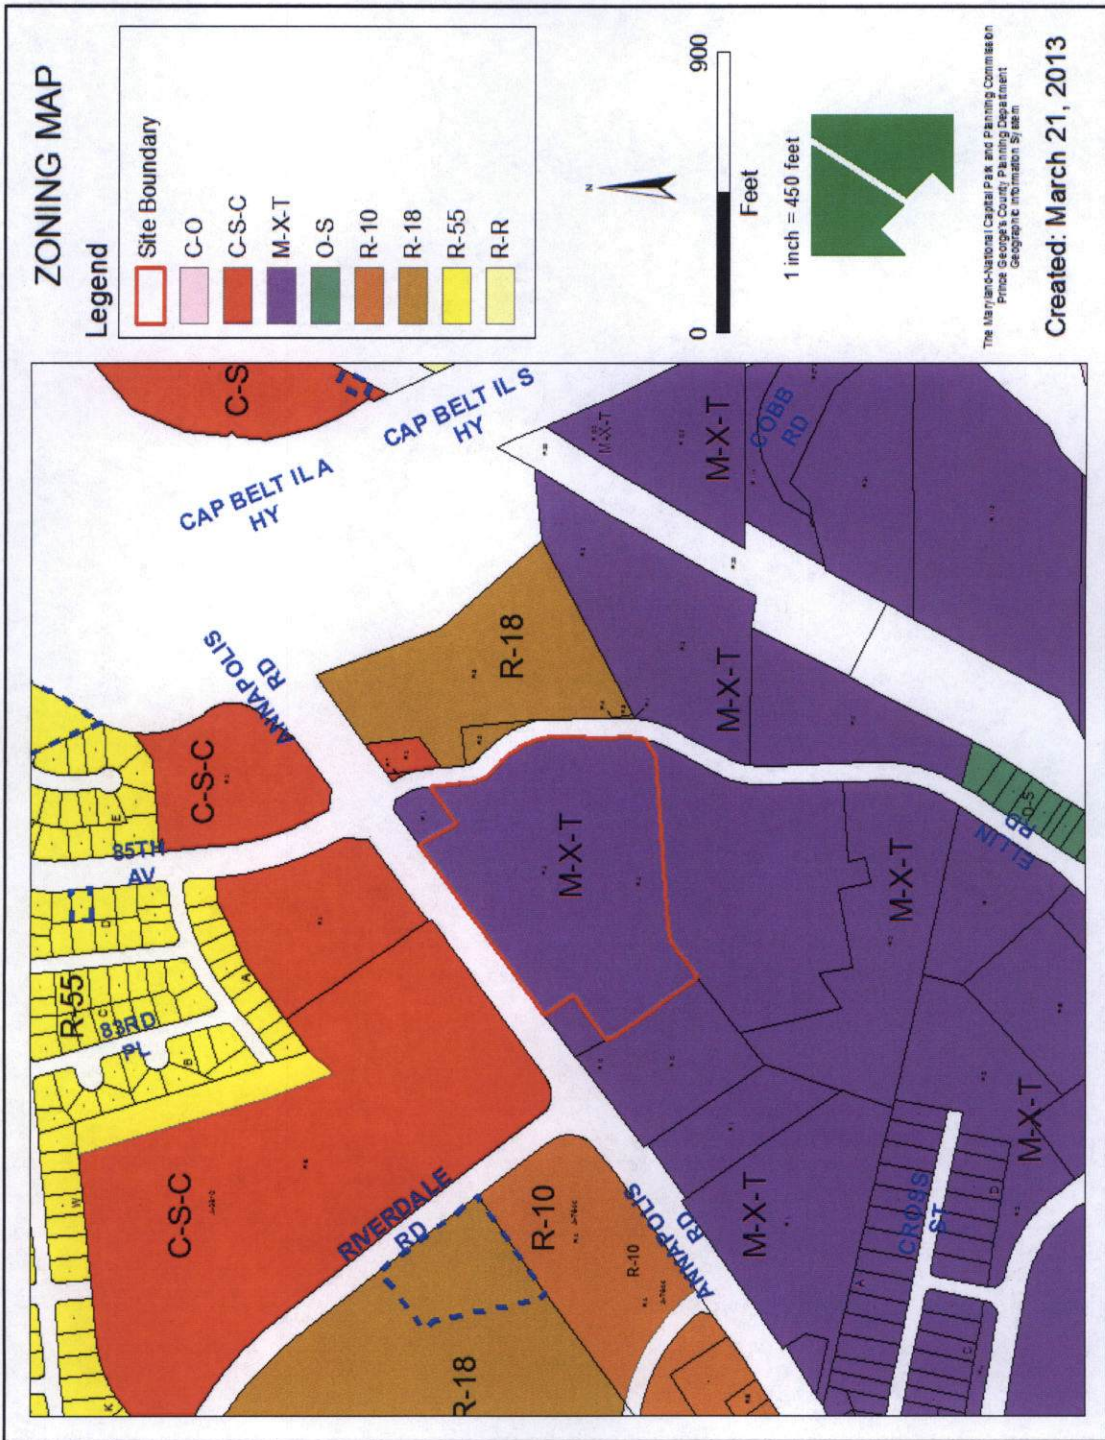 ZONING MAP
Legend
Site Boundary
C-O
C-S-C
M-X-T
O-S
R-10
R-18
R-55
R-R
N
0
900
Feet
1 inch = 450 feet
The Maryland-National Capital Park and Planning Commission
Prince George's County Planning Department
Geographic Information System
Created: March 21, 2013
C-S
CAP BELT IL S
HY
CAP BELT IL A
HY
ANNAPOLIS
RD
C-S-C
85TH
AV
R-55
83RD
PL
C-S-C
RIVERDALE
RD
R-18
R-10
R-10
ANNAPOLIS
RD
R-18
M-X-T
M-X-T
M-X-T
M-X-T
COBB
RD
M-X-T
M-X-T
M-X-T
M-X-T
ELLIN
RD
O-S
CROSS
ST
E
D
C
B
A
W
K
A
D
C